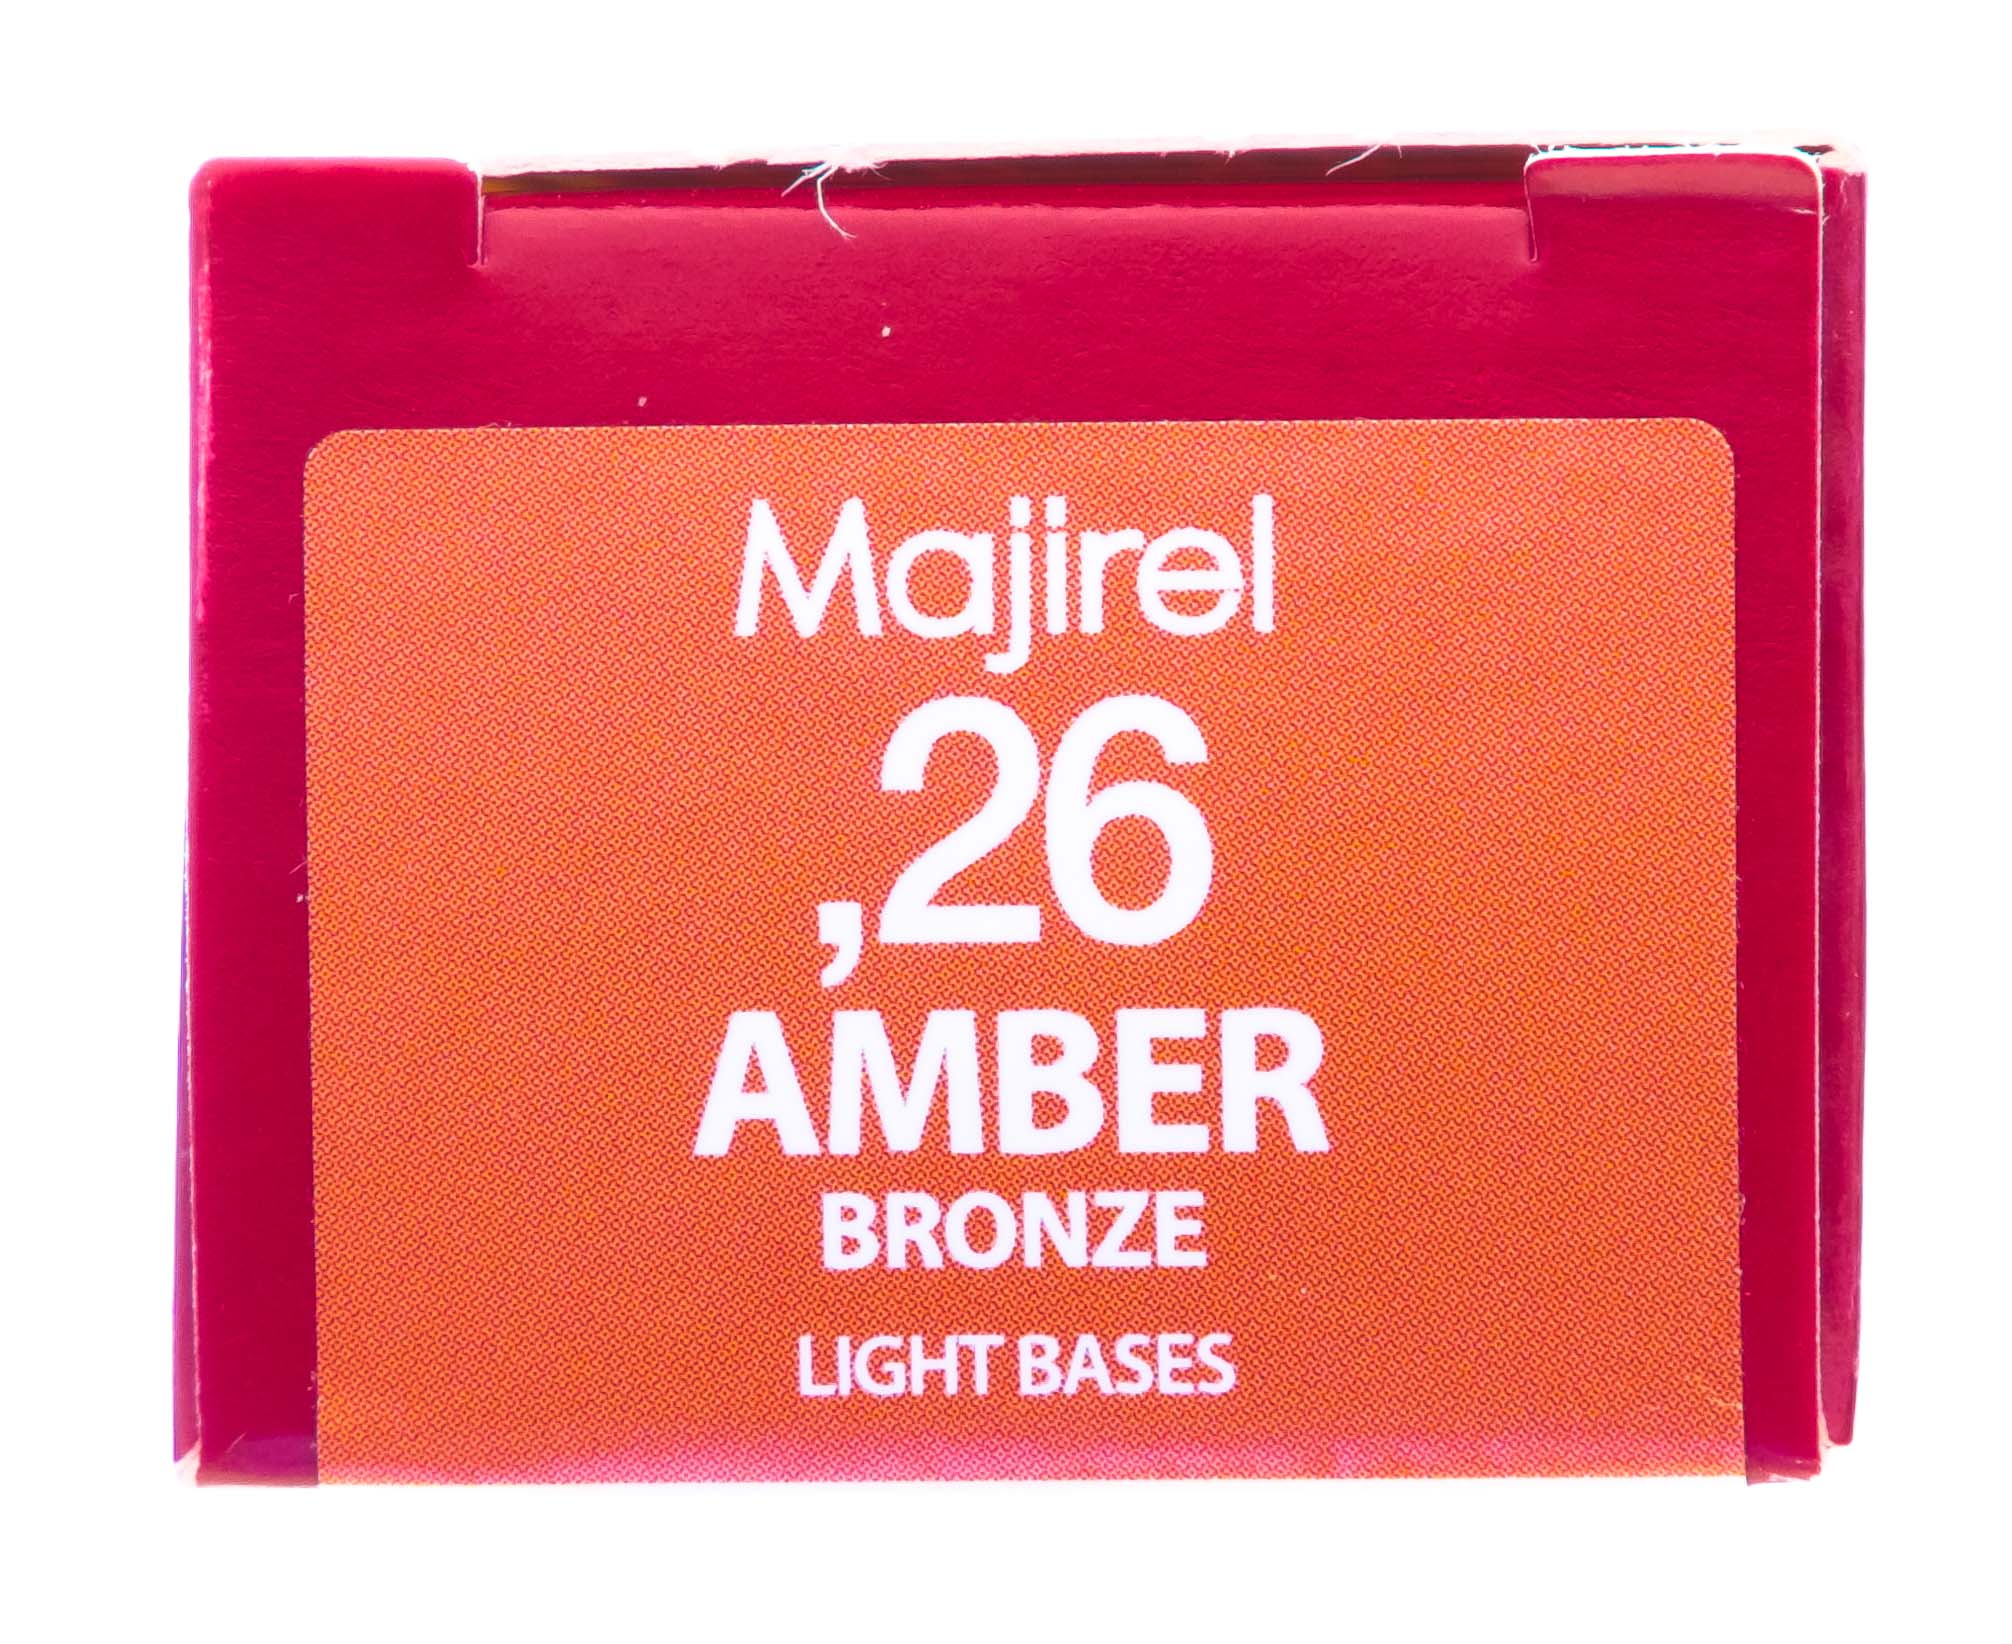 Majirel
,26
AMBER
BRONZE
LIGHT BASES